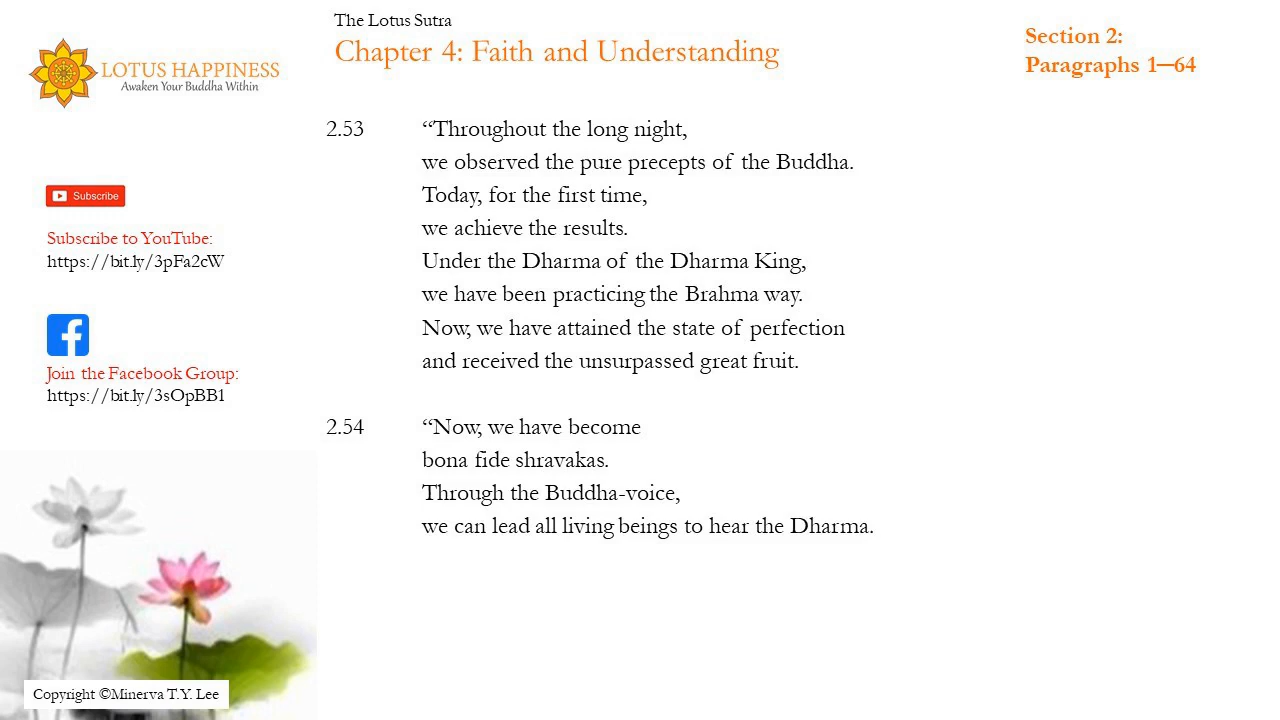 The Lotus Sutra
Chapter 4: Faith and Understanding
Section 2:
Paragraphs 1—64
LOTUS HAPPINESS
Awaken Your Buddha Within
Subscribe
Subscribe to YouTube:
https://bit.ly/3pFa2cW
Join the Facebook Group:
https://bit.ly/3sOpBB1
2.53 “Throughout the long night,
we observed the pure precepts of the Buddha.
Today, for the first time,
we achieve the results.
Under the Dharma of the Dharma King,
we have been practicing the Brahma way.
Now, we have attained the state of perfection
and received the unsurpassed great fruit.
2.54 “Now, we have become
bona fide shravakas.
Through the Buddha-voice,
we can lead all living beings to hear the Dharma.
Copyright ©Minerva T.Y. Lee